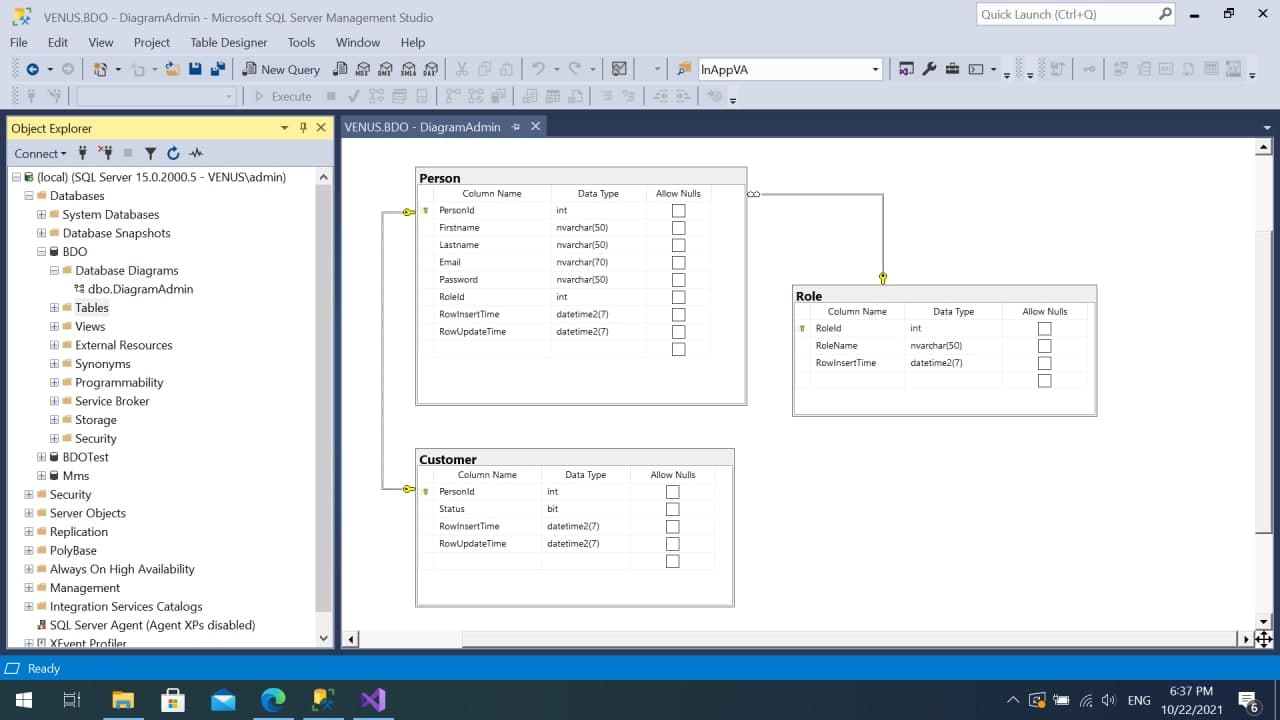 VENUS.BDO - DiagramAdmin - Microsoft SQL Server Management Studio
Quick Launch (Ctrl+Q)
File Edit View Project Table Designer Tools Window Help
New Query
MDX DMX XMLA DAX
InAppVA
Execute
Object Explorer
VENUS.BDO - DiagramAdmin
Connect
(local) (SQL Server 15.0.2000.5 - VENUS\admin)
Databases
System Databases
Database Snapshots
BDO
Database Diagrams
dbo.DiagramAdmin
Tables
Views
External Resources
Synonyms
Programmability
Service Broker
Storage
Security
BDOTest
Mms
Security
Server Objects
Replication
PolyBase
Always On High Availability
Management
Integration Services Catalogs
SQL Server Agent (Agent XPs disabled)
XEvent Profiler
Person
Column Name Data Type Allow Nulls
PersonId int
Firstname nvarchar(50)
Lastname nvarchar(50)
Email nvarchar(70)
Password nvarchar(50)
RoleId int
RowInsertTime datetime2(7)
RowUpdateTime datetime2(7)
Role
Column Name Data Type Allow Nulls
RoleId int
RoleName nvarchar(50)
RowInsertTime datetime2(7)
Customer
Column Name Data Type Allow Nulls
PersonId int
Status bit
RowInsertTime datetime2(7)
RowUpdateTime datetime2(7)
Ready
ENG
6:37 PM
10/22/2021
6